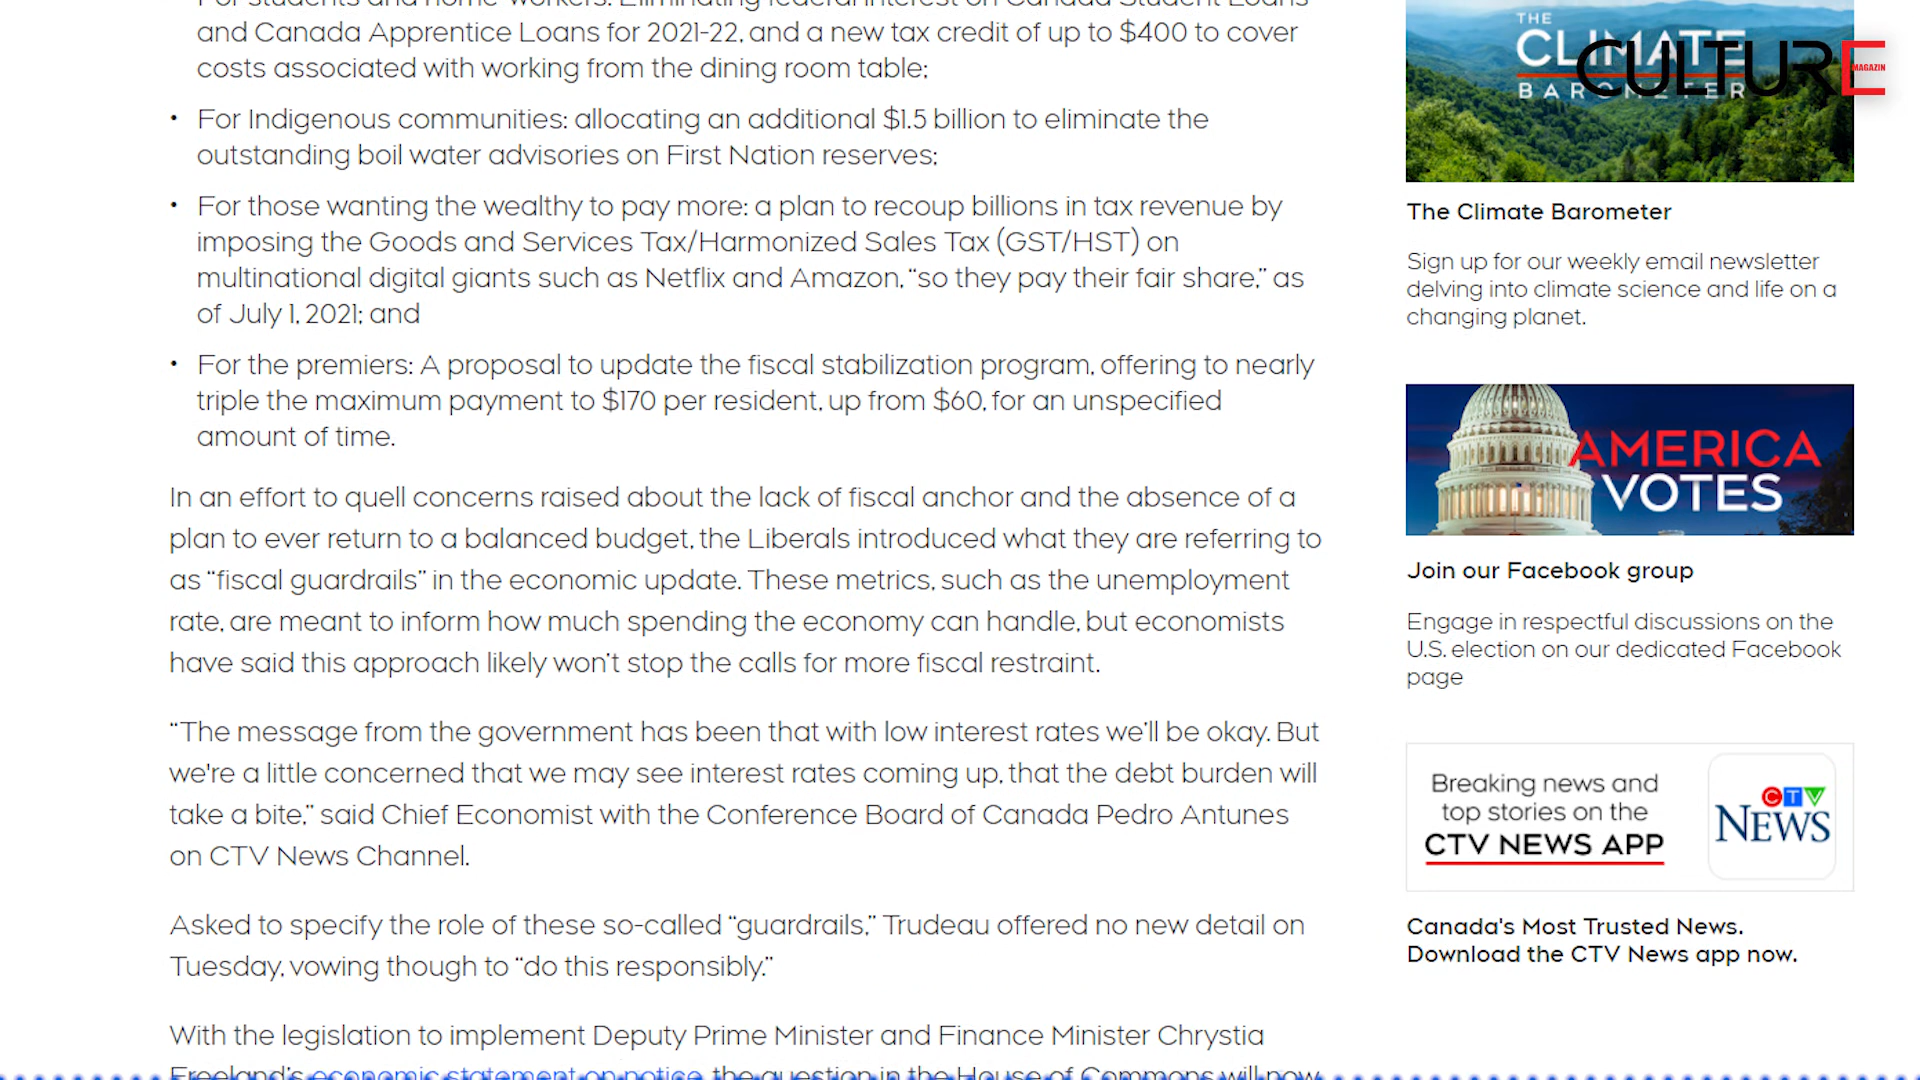 For students and home-workers: Eliminating federal interest on Canada Student Loans
and Canada Apprentice Loans for 2021-22, and a new tax credit of up to $400 to cover
costs associated with working from the dining room table;
• For Indigenous communities: allocating an additional $1.5 billion to eliminate the
outstanding boil water advisories on First Nation reserves;
• For those wanting the wealthy to pay more: a plan to recoup billions in tax revenue by
imposing the Goods and Services Tax/Harmonized Sales Tax (GST/HST) on
multinational digital giants such as Netflix and Amazon, “so they pay their fair share,” as
of July 1, 2021; and
• For the premiers: A proposal to update the fiscal stabilization program, offering to nearly
triple the maximum payment to $170 per resident, up from $60, for an unspecified
amount of time.
In an effort to quell concerns raised about the lack of fiscal anchor and the absence of a
plan to ever return to a balanced budget, the Liberals introduced what they are referring to
as “fiscal guardrails” in the economic update. These metrics, such as the unemployment
rate, are meant to inform how much spending the economy can handle, but economists
have said this approach likely won’t stop the calls for more fiscal restraint.
“The message from the government has been that with low interest rates we’ll be okay. But
we're a little concerned that we may see interest rates coming up, that the debt burden will
take a bite,” said Chief Economist with the Conference Board of Canada Pedro Antunes
on CTV News Channel.
Asked to specify the role of these so-called “guardrails,” Trudeau offered no new detail on
Tuesday, vowing though to “do this responsibly.”
With the legislation to implement Deputy Prime Minister and Finance Minister Chrystia
Freeland’s economic statement on notice, the question in the House of Commons will now
THE
CLIMATE
BAROMETER
CULTURE
MAGAZIN
The Climate Barometer
Sign up for our weekly email newsletter
delving into climate science and life on a
changing planet.
AMERICA
VOTES
Join our Facebook group
Engage in respectful discussions on the
U.S. election on our dedicated Facebook
page
Breaking news and
top stories on the
CTV NEWS APP
CTV
NEWS
Canada's Most Trusted News.
Download the CTV News app now.